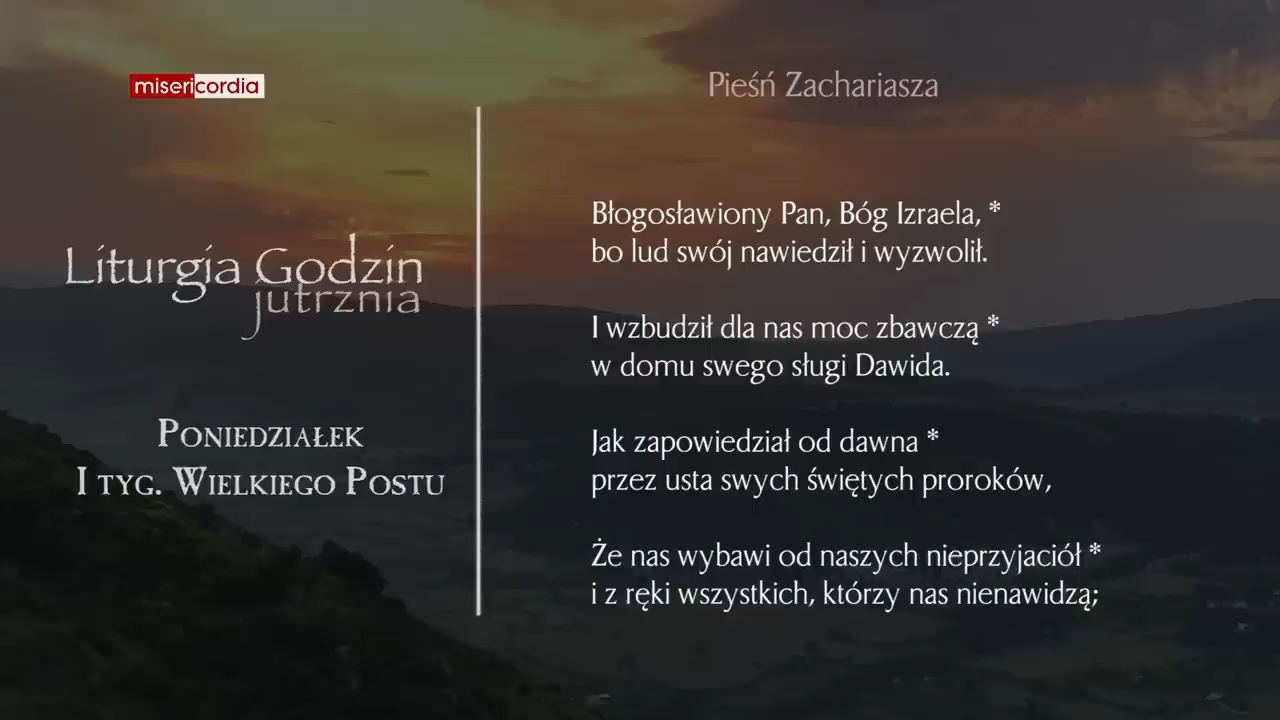 misericordia
Liturgia Godzin
jutrznia
Poniedziałek
I tyg. Wielkiego Postu
Pieśń Zachariasza
Błogosławiony Pan, Bóg Izraela, *
bo lud swój nawiedził i wyzwolił.
I wzbudził dla nas moc zbawczą *
w domu swego sługi Dawida.
Jak zapowiedział od dawna *
przez usta swych świętych proroków,
Że nas wybawi od naszych nieprzyjaciół *
i z ręki wszystkich, którzy nas nienawidzą;